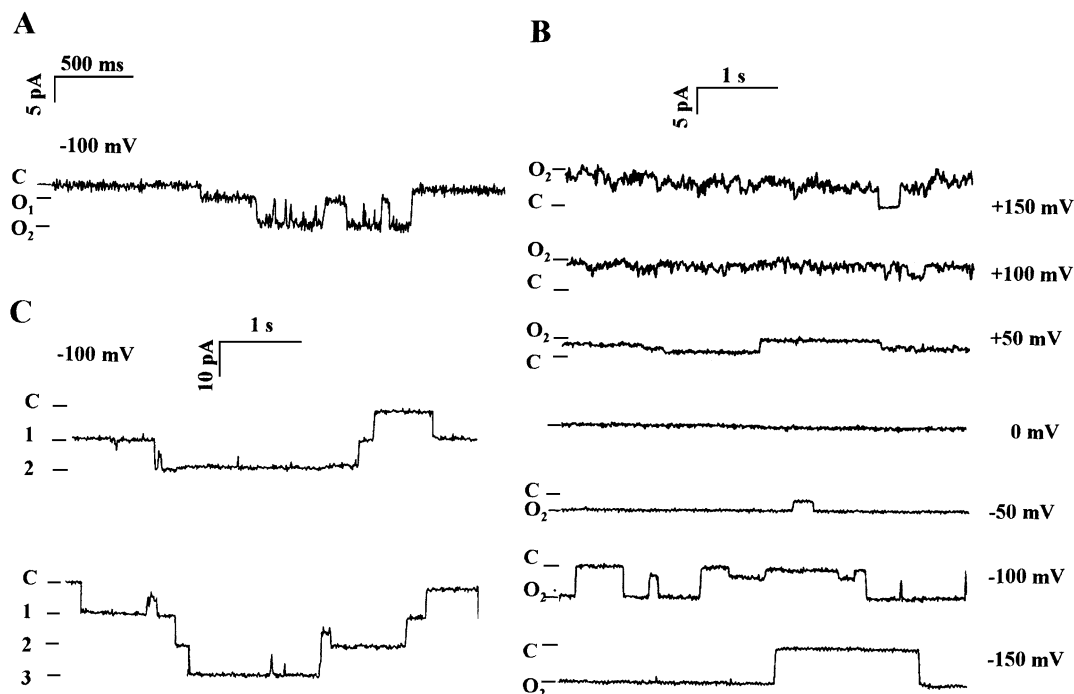 A
500 ms
5 pA
-100 mV
C
O₁
O₂
B
1 s
5 pA
O₂
C
+150 mV
O₂
C
+100 mV
O₂
C
+50 mV
0 mV
C
O₂
-50 mV
C
O₂
-100 mV
C
O₂
-150 mV
C
1 s
-100 mV
10 pA
C
1
2
C
1
2
3